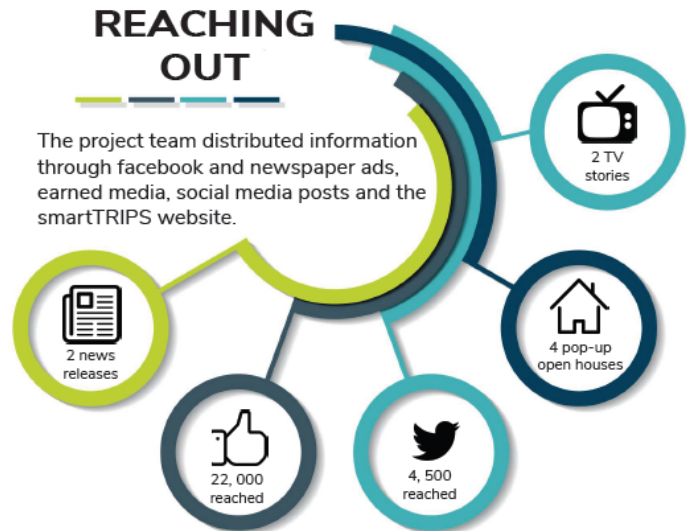 REACHING
OUT
The project team distributed information
through facebook and newspaper ads,
earned media, social media posts and the
smartTRIPS website.
2 TV
stories
4 pop-up
open houses
4, 500
reached
22, 000
reached
2 news
releases